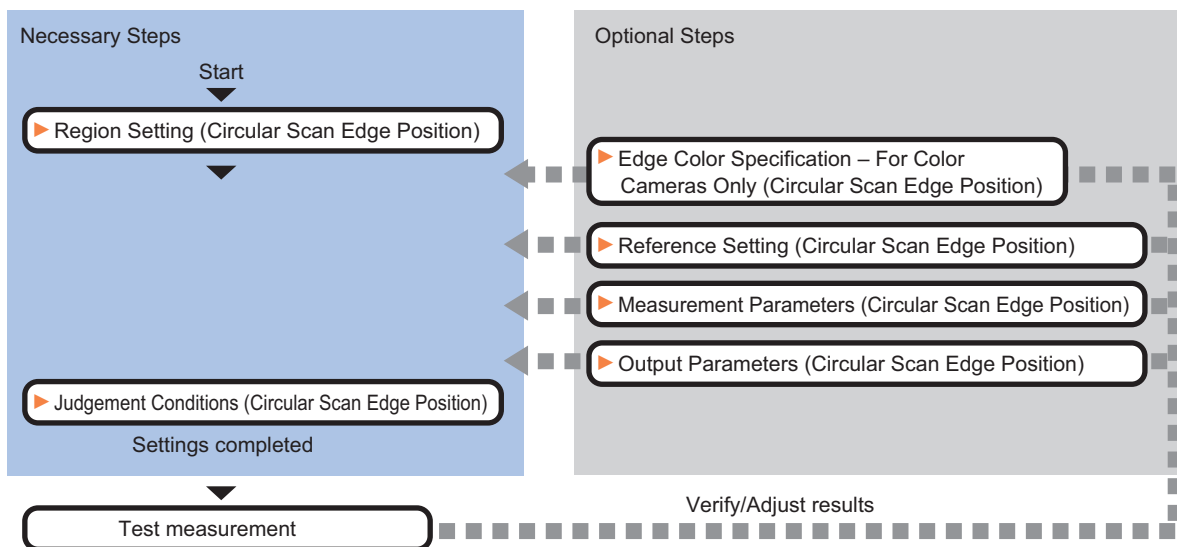 Necessary Steps
Start
Region Setting (Circular Scan Edge Position)
Judgement Conditions (Circular Scan Edge Position)
Settings completed
Test measurement
Optional Steps
Edge Color Specification – For Color
Cameras Only (Circular Scan Edge Position)
Reference Setting (Circular Scan Edge Position)
Measurement Parameters (Circular Scan Edge Position)
Output Parameters (Circular Scan Edge Position)
Verify/Adjust results